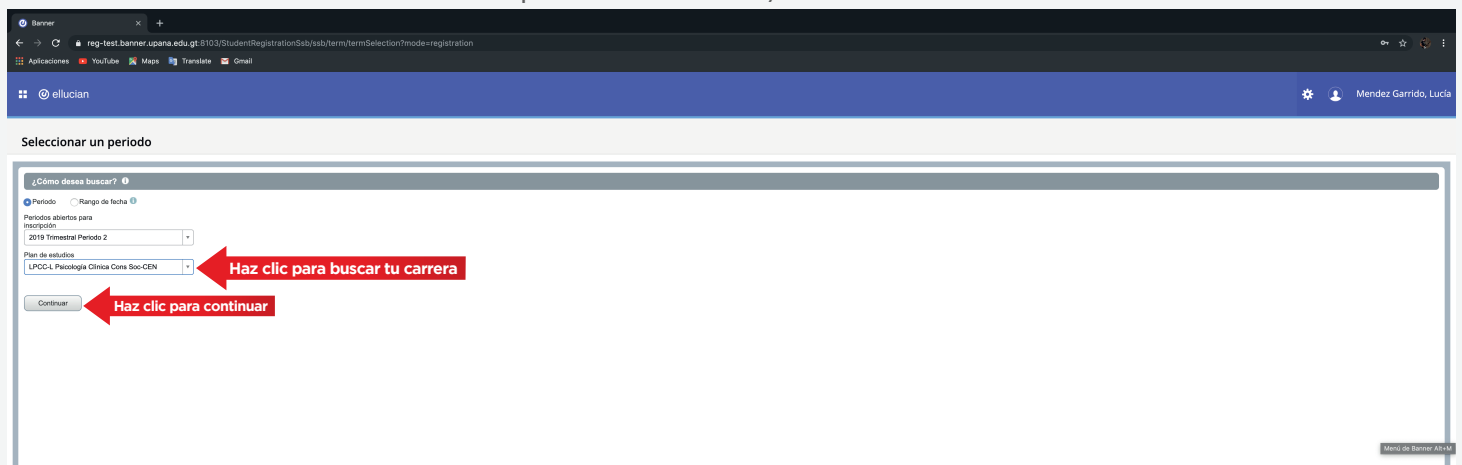 Banner
reg-test.banner.upana.edu.gt:8103/StudentRegistrationSsb/ssb/term/termSelection?mode=registration
Aplicaciones YouTube Maps Translate Gmail
ellucian Mendez Garrido, Lucía
Seleccionar un periodo
¿Cómo desea buscar?
Periodo Rango de fecha
Periodos abiertos para
inscripción
2019 Trimestral Periodo 2
Plan de estudios
LPCC-L Psicología Clínica Cons Soc-CEN
Haz clic para buscar tu carrera
Continuar
Haz clic para continuar
Menú de Banner Alt+M